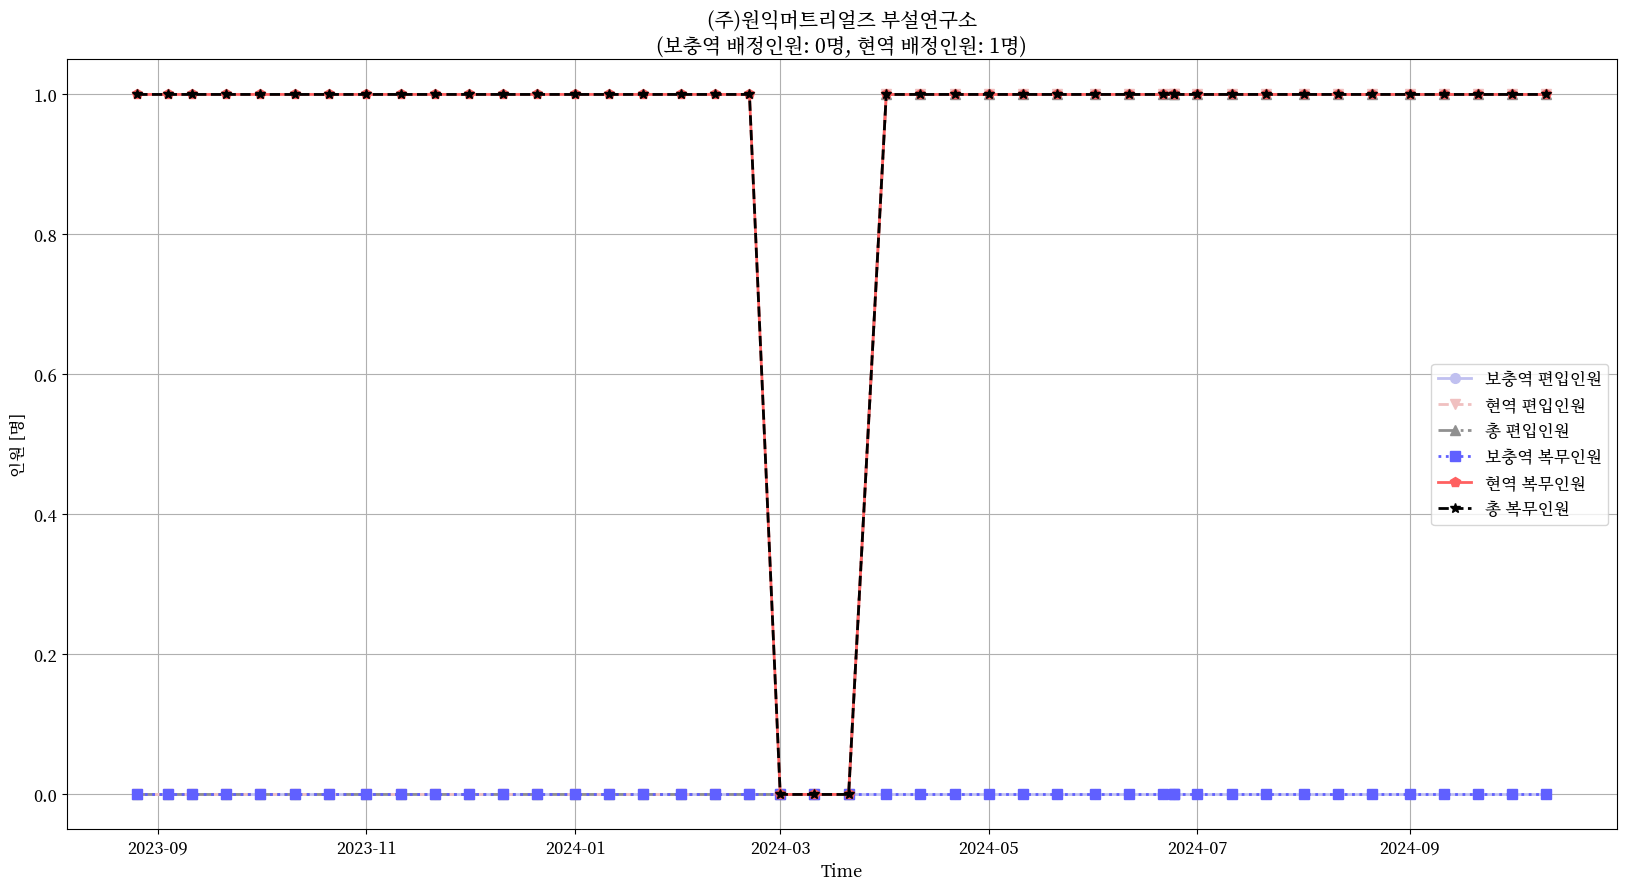 (주)원익머트리얼즈 부설연구소
(보충역 배정인원: 0명, 현역 배정인원: 1명)
인원 [명]
1.0
0.8
0.6
0.4
0.2
0.0
보충역 편입인원
현역 편입인원
총 편입인원
보충역 복무인원
현역 복무인원
총 복무인원
2023-09
2023-11
2024-01
2024-03
2024-05
2024-07
2024-09
Time